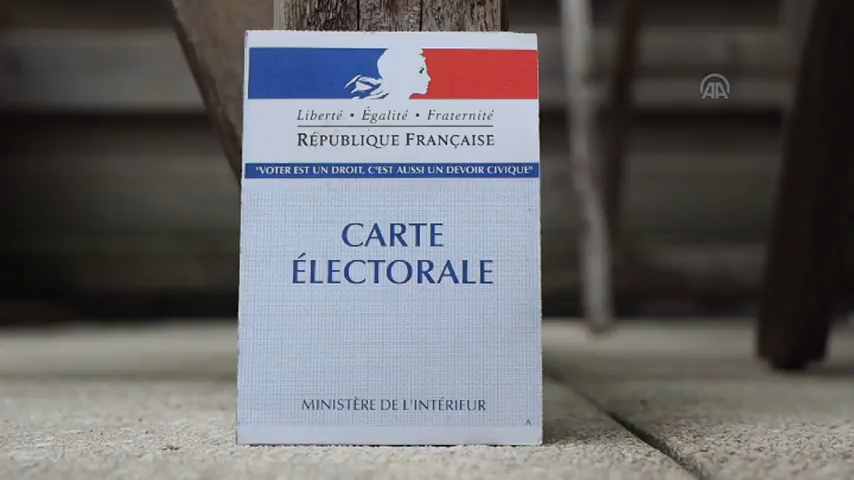 Liberté • Égalité • Fraternité
RÉPUBLIQUE FRANÇAISE
"VOTER EST UN DROIT, C'EST AUSSI UN DEVOIR CIVIQUE"
CARTE
ÉLECTORALE
MINISTÈRE DE L'INTÉRIEUR
A
AA